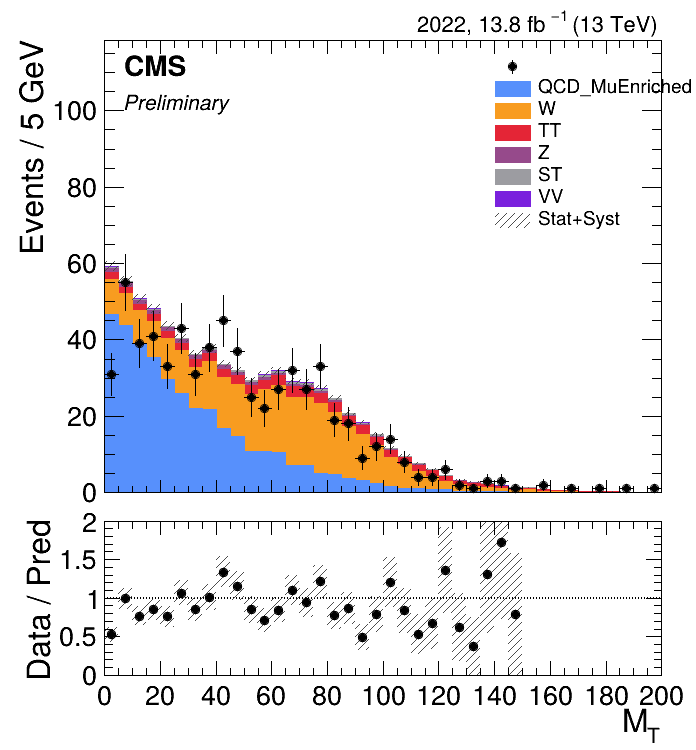 2022, 13.8 fb⁻¹ (13 TeV)
CMS
Preliminary
QCD_MuEnriched
W
TT
Z
ST
VV
Stat+Syst
Events / 5 GeV
100
80
60
40
20
0
Data / Pred
2
1.5
1
0.5
0
0 20 40 60 80 100 120 140 160 180 200
M_T